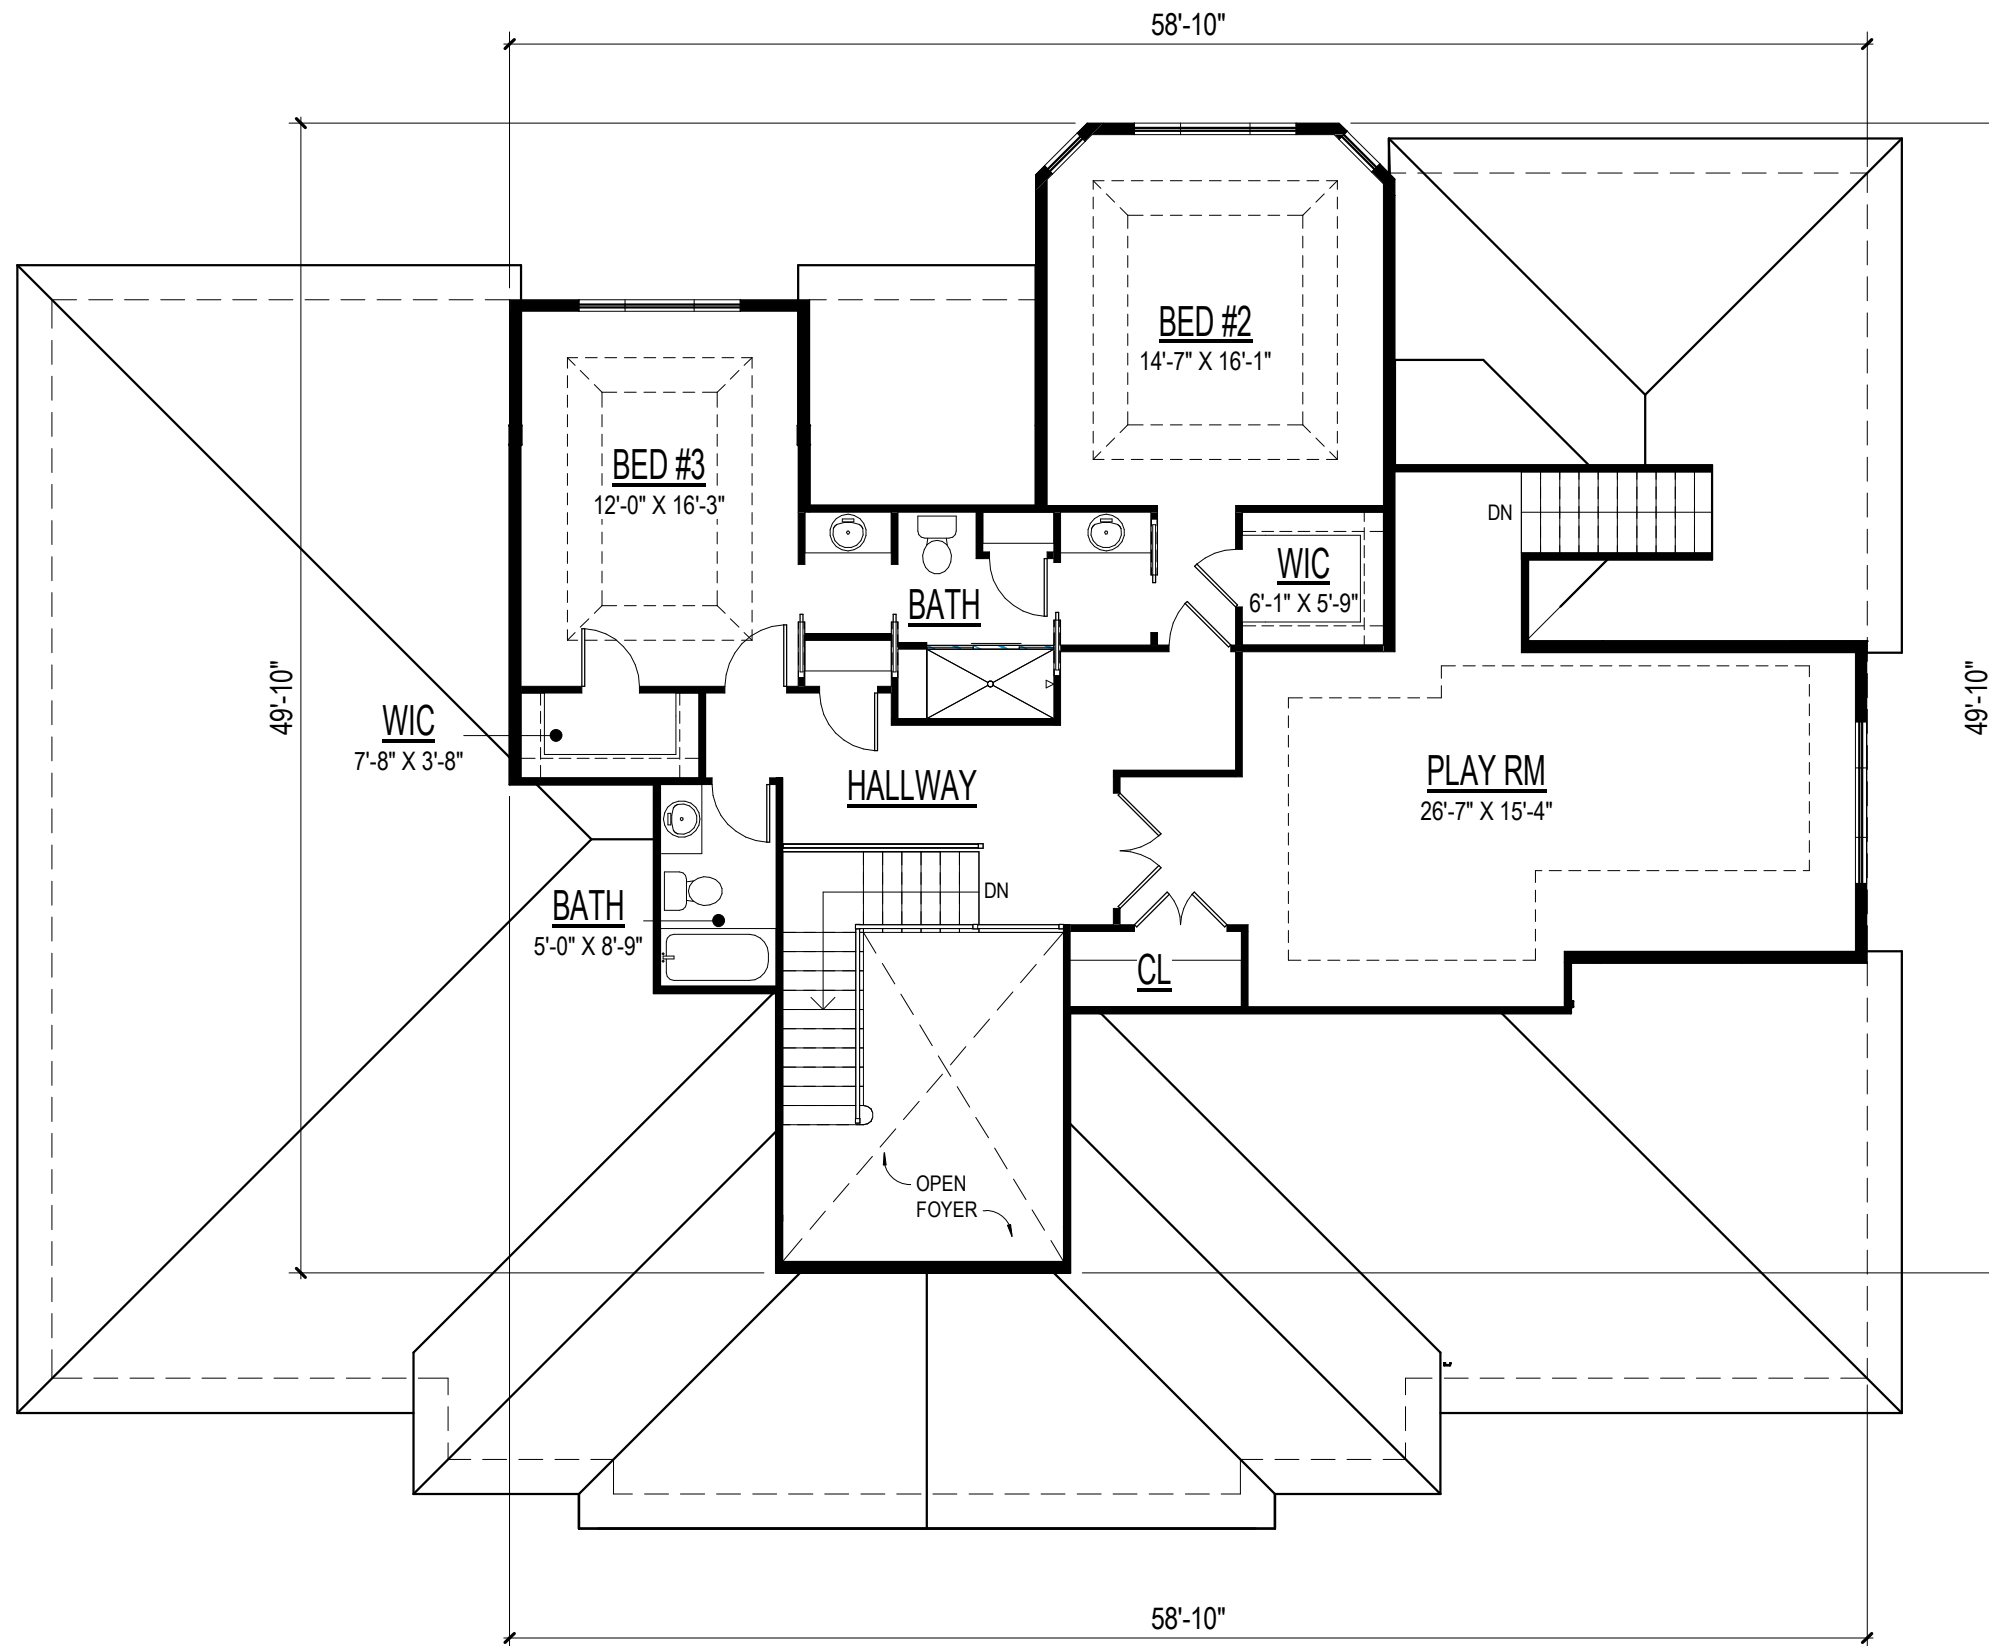 58'-10"
BED #2
14'-7" X 16'-1"
BED #3
12'-0" X 16'-3"
DN
WIC
6'-1" X 5'-9"
BATH
49'-10"
49'-10"
WIC
7'-8" X 3'-8"
HALLWAY
PLAY RM
26'-7" X 15'-4"
DN
BATH
5'-0" X 8'-9"
CL
OPEN
FOYER
58'-10"